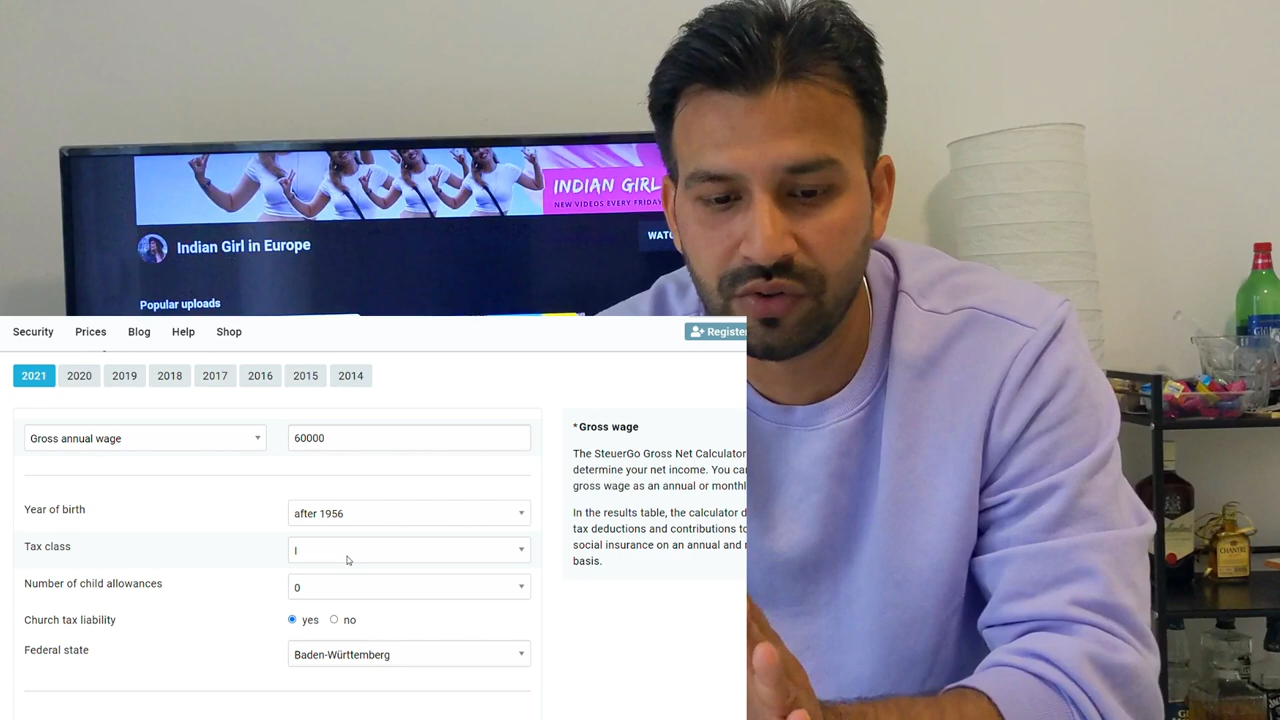 INDIAN GIRL
NEW VIDEOS EVERY FRIDAY
Indian Girl in Europe
Popular uploads
Security Prices Blog Help Shop
Register
2021 2020 2019 2018 2017 2016 2015 2014
Gross annual wage 60000
Year of birth after 1956
Tax class I
Number of child allowances 0
Church tax liability yes no
Federal state Baden-Württemberg
*Gross wage
The SteuerGo Gross Net Calculator
determine your net income. You
gross wage as an annual or
In the results table, the calculator
tax deductions and contributions
social insurance on an annual and
basis.
CHANTRÉ